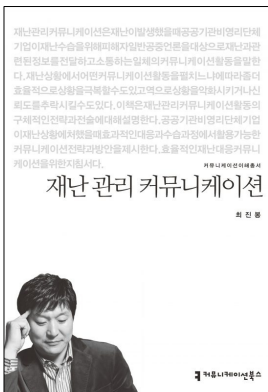 재난관리커뮤니케이션은재난이발생했을때공공기관비영리단체
기업이재난수습을위해피해자일반공중언론을대상으로재난과관
련된정보를전달하고소통하는일체의커뮤니케이션활동을말한
다.재난상황에서어떤커뮤니케이션활동을펼치느냐에따라좀더
효율적으로상황을극복할수도있고역으로상황을악화시키거나신
뢰도를추락시킬수도있다.이책은재난관리커뮤니케이션활동의
구체적인전략과전술에대해설명한다.공공기관비영리단체기업
이재난상황에처했을때효과적인대응과수습과정에서활용가능한
커뮤니케이션전략과방안을제시한다.효율적인재난대응커뮤니
케이션을위한지침서다.
커뮤니케이션이해총서
재난 관리 커뮤니케이션
최진봉
커뮤니케이션북스